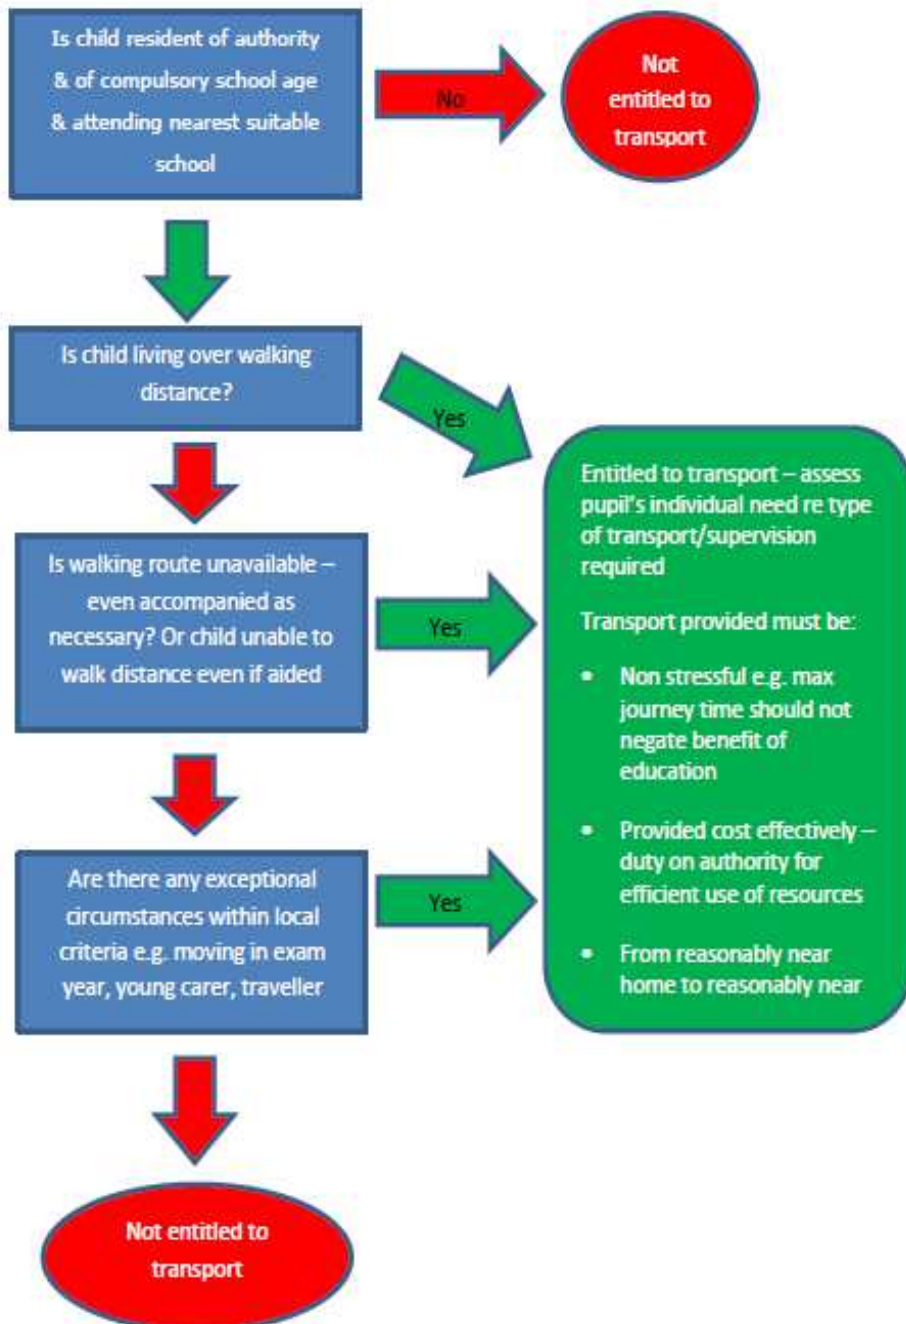 Is child resident of authority
& of compulsory school age
& attending nearest suitable
school
No
Not
entitled to
transport
Is child living over walking
distance?
Yes
Is walking route unavailable –
even accompanied as
necessary? Or child unable to
walk distance even if aided
Yes
Are there any exceptional
circumstances within local
criteria e.g. moving in exam
year, young carer, traveller
Yes
Entitled to transport – assess
pupil's individual need re type
of transport/supervision
required
Transport provided must be:
• Non stressful e.g. max
journey time should not
negate benefit of
education
• Provided cost effectively –
duty on authority for
efficient use of resources
• From reasonably near
home to reasonably near
Not entitled to
transport